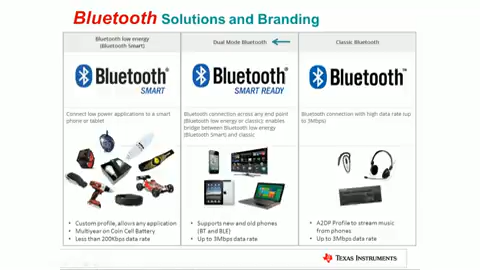 Bluetooth Solutions and Branding
Bluetooth low energy
(Bluetooth Smart)
Bluetooth®
SMART
Connect low power applications to a smart
phone or tablet
• Custom profile, allows any application
• Multiyear on Coin Cell Battery
• Less than 200Kbps data rate
Dual Mode Bluetooth
Bluetooth®
SMART READY
Bluetooth connection across any end point
(Bluetooth low energy or classic); enables
bridge between Bluetooth low energy
(Bluetooth Smart) and classic
• Supports new and old phones
(BT and BLE)
• Up to 3Mbps data rate
Classic Bluetooth
Bluetooth™
Bluetooth connection with high data rate (up
to 3Mbps)
• A2DP Profile to stream music
from phones
• Up to 3Mbps data rate
TEXAS INSTRUMENTS